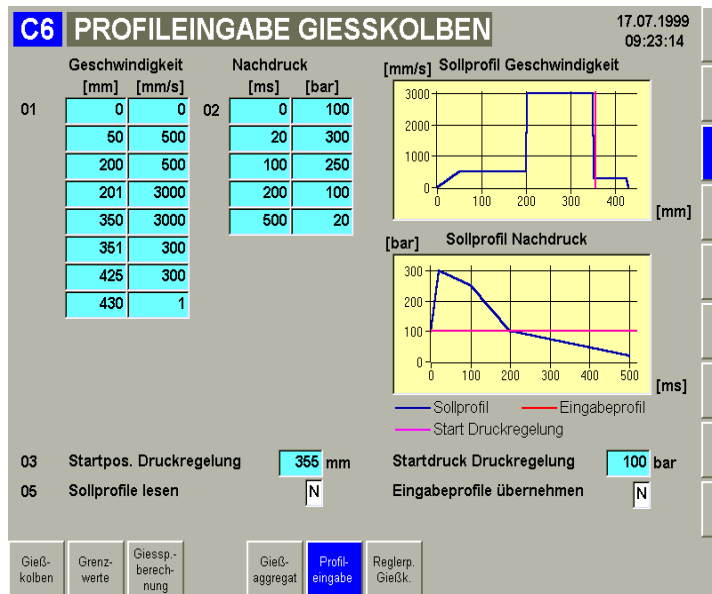 C6 PROFILEINGABE GIESSKOLBEN
17.07.1999
09:23:14
Geschwindigkeit
[mm] [mm/s]
01
0 0
50 500
200 500
201 3000
350 3000
351 300
425 300
430 1
Nachdruck
[ms] [bar]
02
0 100
20 300
100 250
200 100
500 20
[mm/s] Sollprofil Geschwindigkeit
3000
2000
1000
0
0 100 200 300 400
[mm]
[bar] Sollprofil Nachdruck
300
200
100
0
0 100 200 300 400 500
[ms]
Sollprofil Eingabeprofil
Start Druckregelung
03 Startpos. Druckregelung 355 mm Startdruck Druckregelung 100 bar
05 Sollprofile lesen N Eingabeprofile übernehmen N
Gieß-
kolben
Grenz-
werte
Giessp.-
berech-
nung
Gieß-
aggregat
Profil-
eingabe
Reglerp.
Gießk.